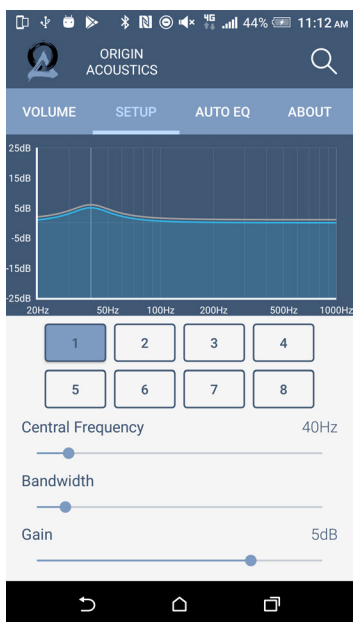 4G 44% 11:12 AM
ORIGIN
ACOUSTICS
VOLUME SETUP AUTO EQ ABOUT
25dB
15dB
5dB
-5dB
-15dB
-25dB
20Hz 50Hz 100Hz 200Hz 500Hz 1000Hz
1 2 3 4
5 6 7 8
Central Frequency 40Hz
Bandwidth
Gain 5dB